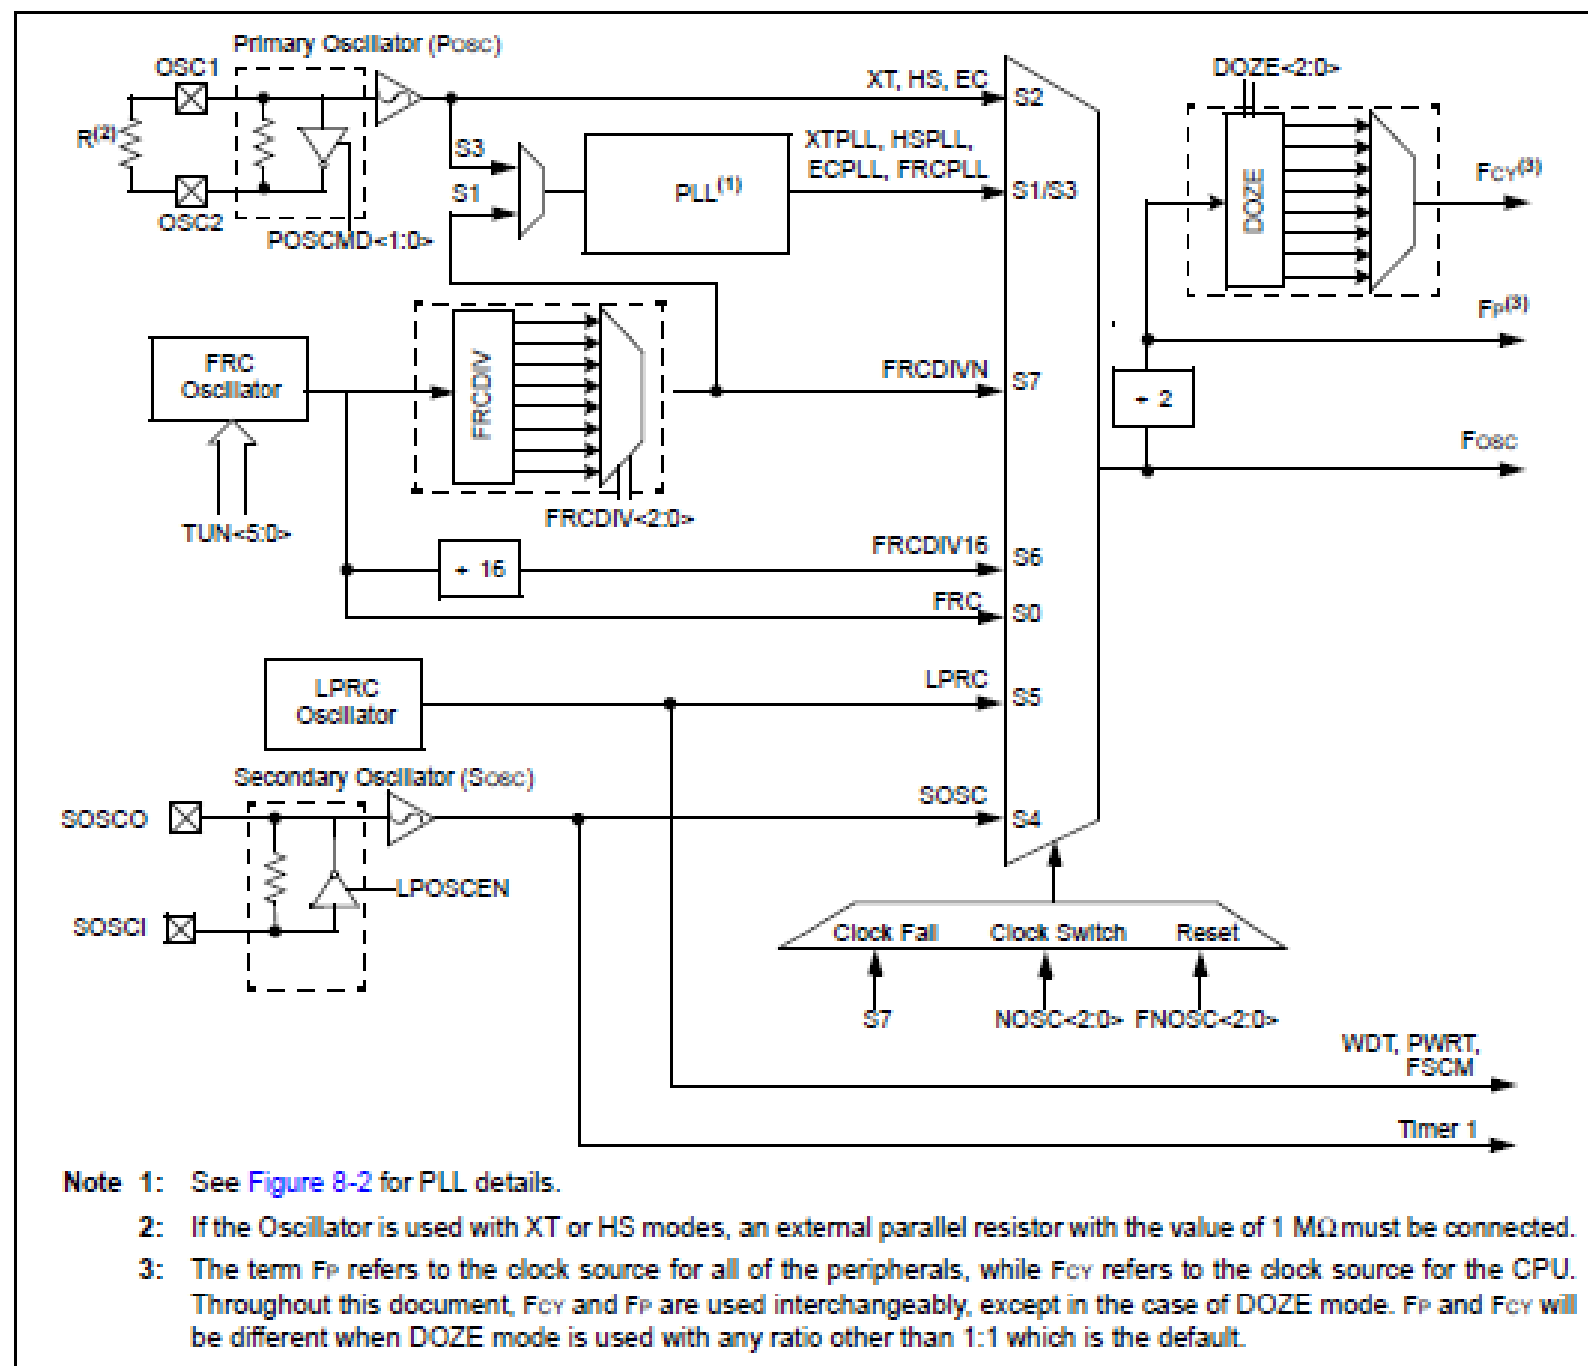 Primary Oscillator (POSC)
OSC1
R(2)
OSC2
POSCMD<1:0>
S3
S1
PLL(1)
XT, HS, EC
XTPLL, HSPLL,
ECPLL, FRCPLL
S2
S1/S3
DOZE<2:0>
DOZE
FCY(3)
FP(3)
÷ 2
FOSC
FRC
Oscillator
TUN<5:0>
FRCDIV
FRCDIV<2:0>
FRCDIVN
S7
÷ 16
FRCDIV16
S6
FRC
S0
LPRC
Oscillator
LPRC
S5
Secondary Oscillator (SOSC)
SOSCO
SOSCI
LPOSCEN
SOSC
S4
Clock Fail Clock Switch Reset
S7 NOSC<2:0> FNOSC<2:0>
WDT, PWRT,
FSCM
Timer 1
Note 1: See Figure 8-2 for PLL details.
2: If the Oscillator is used with XT or HS modes, an external parallel resistor with the value of 1 MΩ must be connected.
3: The term FP refers to the clock source for all of the peripherals, while FCY refers to the clock source for the CPU.
Throughout this document, FCY and FP are used interchangeably, except in the case of DOZE mode. FP and FCY will
be different when DOZE mode is used with any ratio other than 1:1 which is the default.